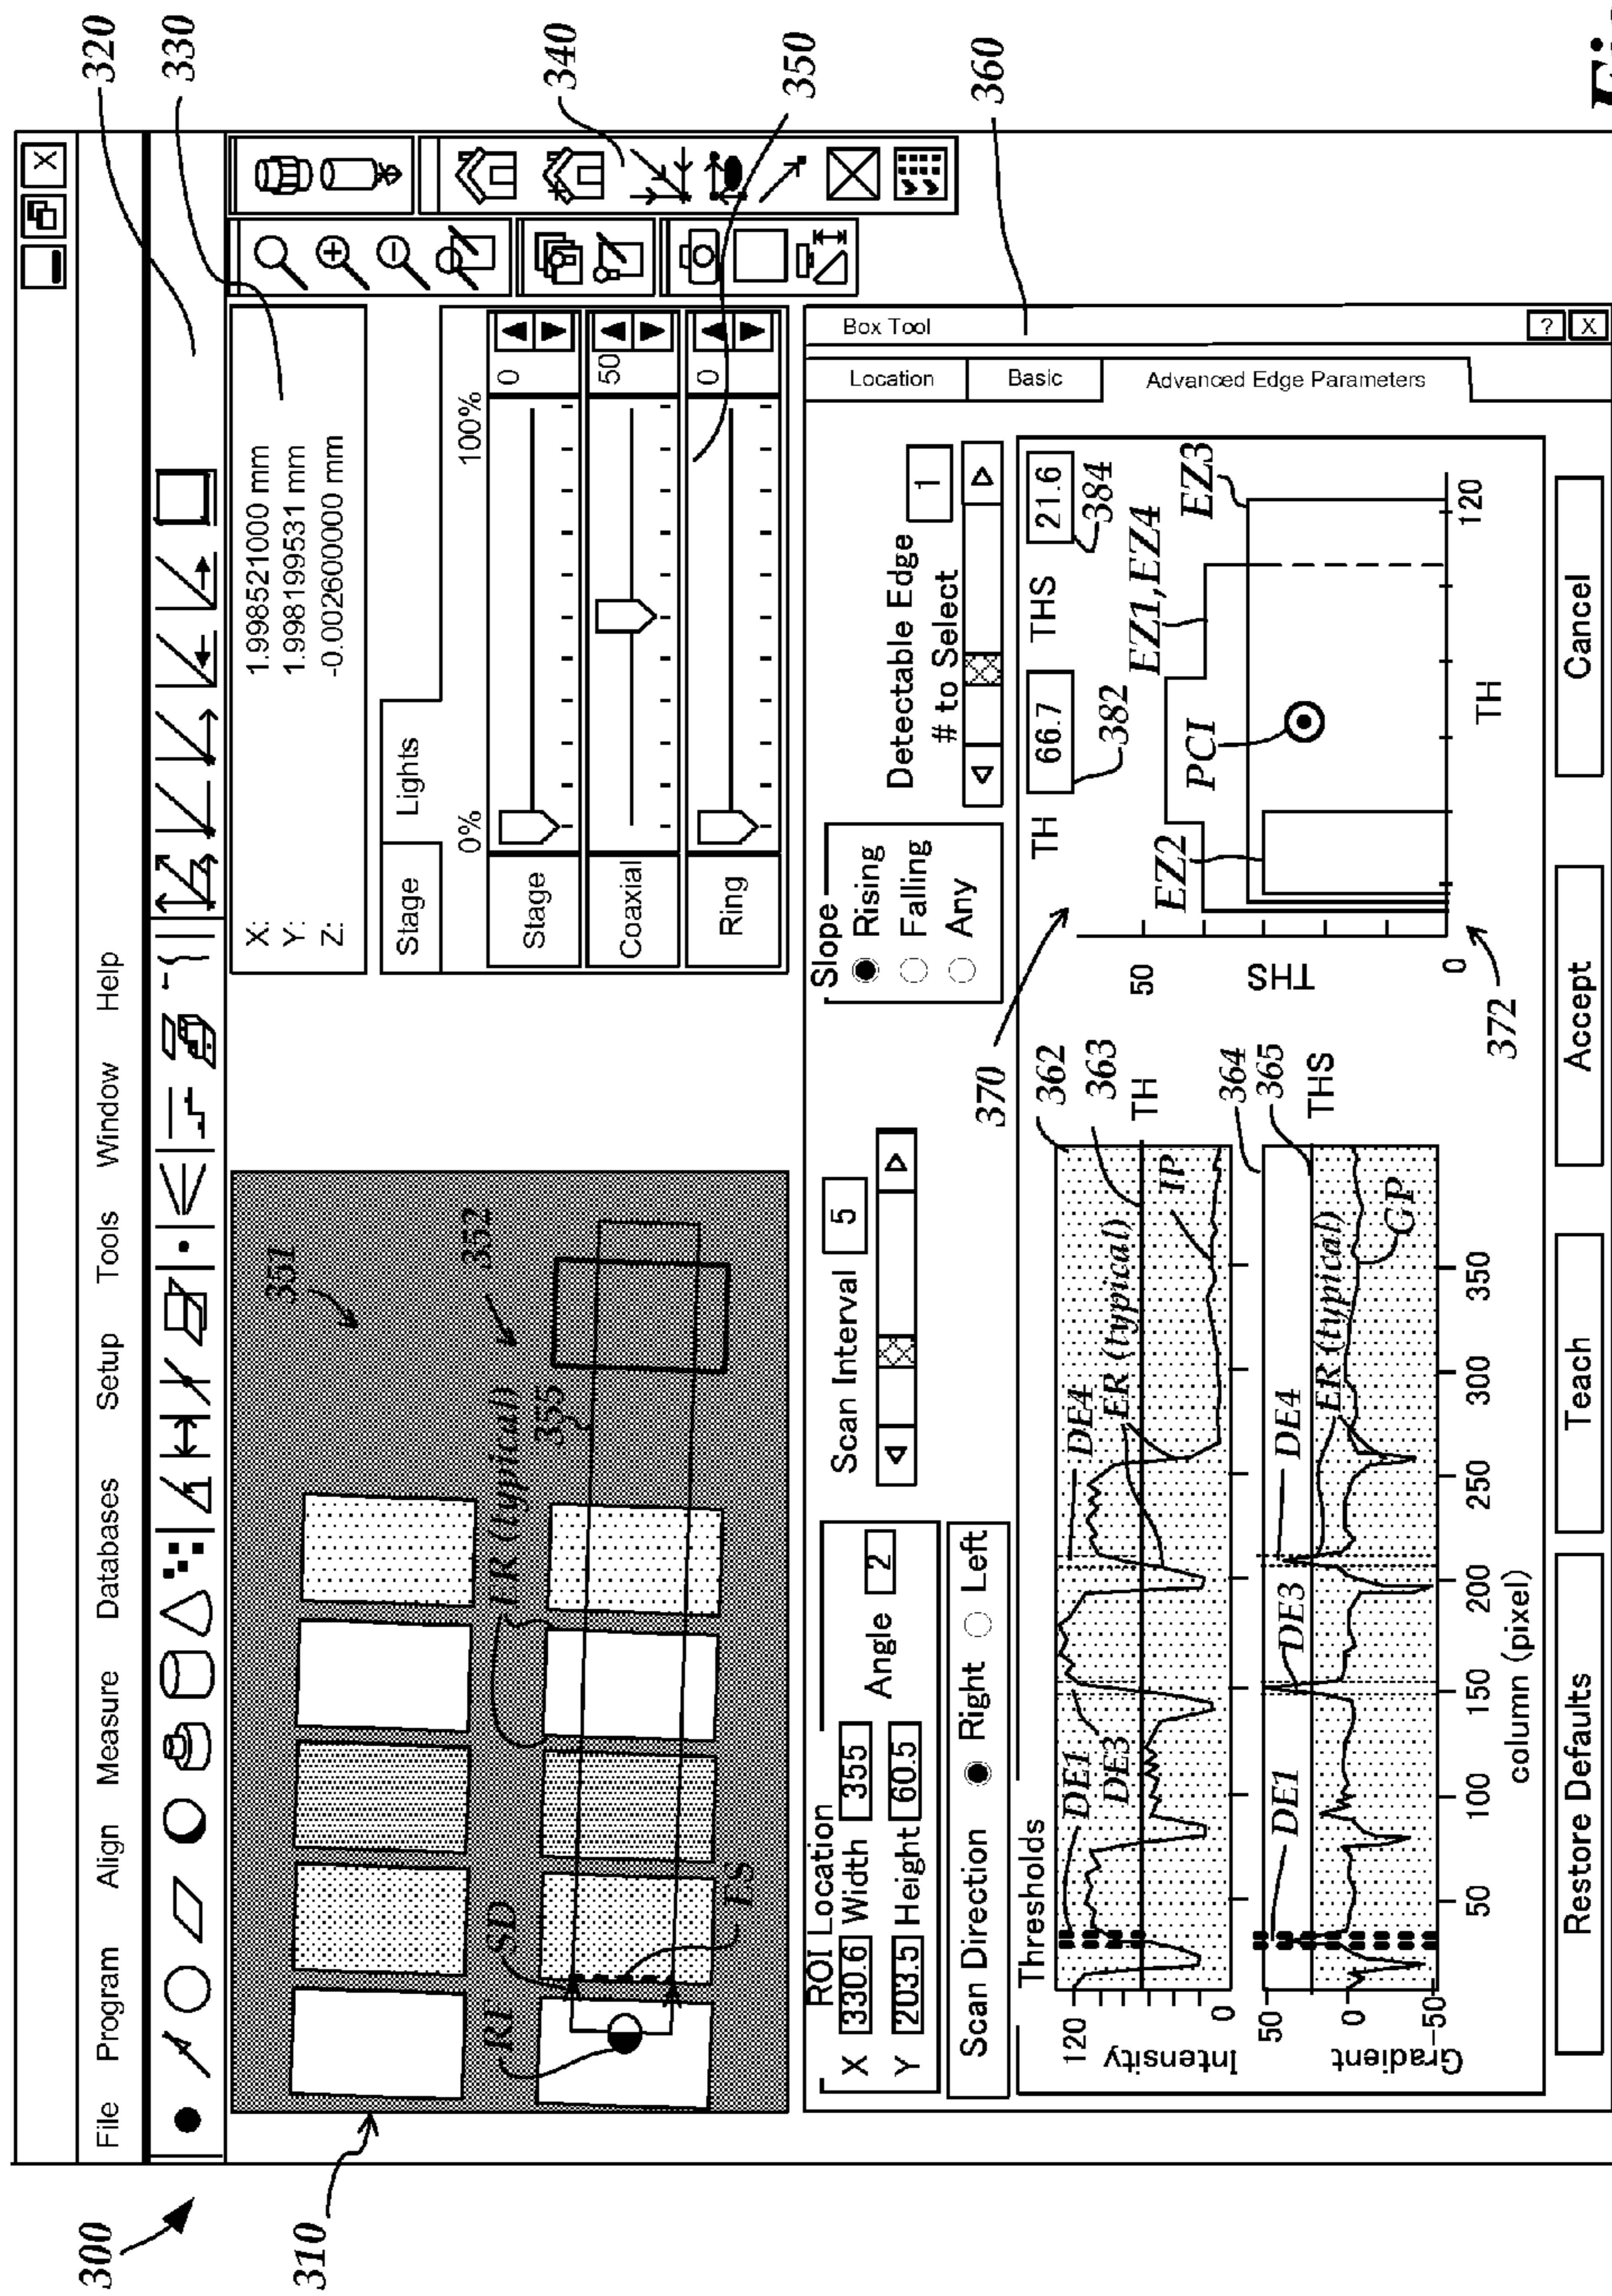 300
310
320
330
340
350
360
X
File Program Align Measure Databases Setup Tools Window Help
351
352
355
ER (typical)
RI
SD
TS
X: 1.998521000 mm
Y: 1.998199531 mm
Z: -0.002600000 mm
Stage Lights
0% 100%
Stage 0
Coaxial 50
Ring 0
Box Tool
? X
Location Basic Advanced Edge Parameters
ROI Location
X 330.6 Width 355
Y 203.5 Height 60.5
Angle 2
Scan Interval 5
Scan Direction Right Left
Slope
Rising
Falling
Any
Detectable Edge 1
# to Select
370
Thresholds
120
0
Intensity
DE1
DE3
DE4
ER (typical)
IP
362
363
TH
50
0
-50
Gradient
DE1
DE3
DE4
ER (typical)
GP
364
365
THS
50 100 150 200 250 300 350
column (pixel)
TH 66.7 THS 21.6
382
384
50
THS
0
EZ2
PCI
EZ1,EZ4
EZ3
120
TH
372
Restore Defaults Teach Accept Cancel